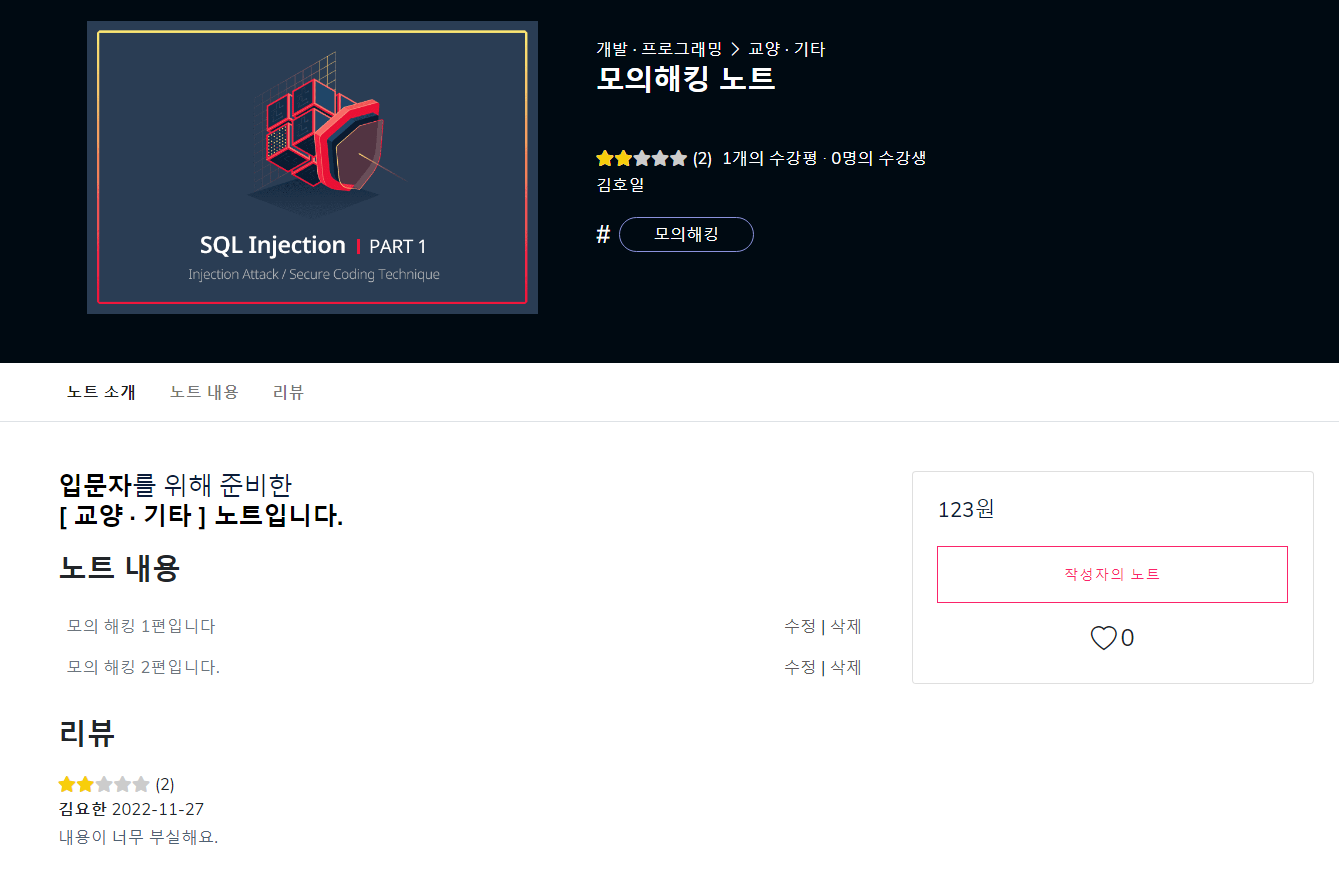 SQL Injection | PART 1
Injection Attack / Secure Coding Technique
개발 · 프로그래밍 > 교양 · 기타
모의해킹 노트
(2) 1개의 수강평 · 0명의 수강생
김호일
# 모의해킹
노트 소개 노트 내용 리뷰
입문자를 위해 준비한
[ 교양 · 기타 ] 노트입니다.
노트 내용
모의 해킹 1편입니다 수정 | 삭제
모의 해킹 2편입니다. 수정 | 삭제
리뷰
(2)
김요한 2022-11-27
내용이 너무 부실해요.
123원
작성자의 노트
0